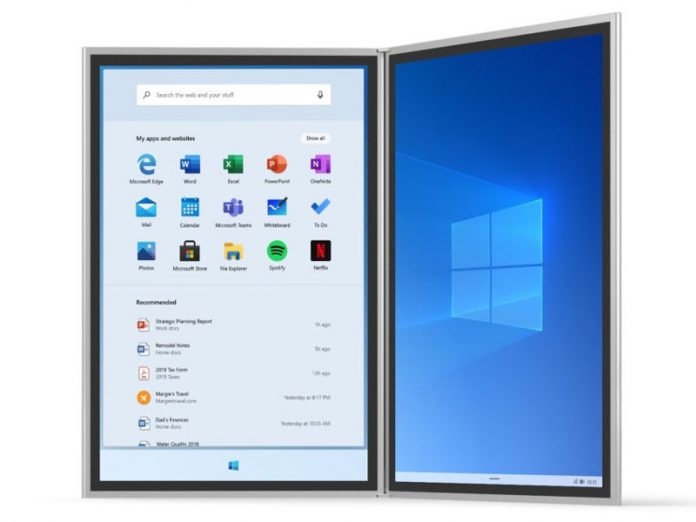 Search the web and your stuff
My apps and websites
Show all
Microsoft Edge
Word
Excel
PowerPoint
OneNote
Mail
Calendar
Microsoft Teams
Whiteboard
To Do
Photos
Microsoft Store
File Explorer
Spotify
Netflix
Recommended
Strategic Planning Report
Work docs
1h ago
Remodel Notes
Home docs
5h ago
2019 Tax Form
2019 Taxes
12h ago
Margie's Travel
Margiestravel.com
Yesterday at 8:17 PM
Dad's Finances
Home docs
Yesterday at 10:55 AM
Water Quality 2018